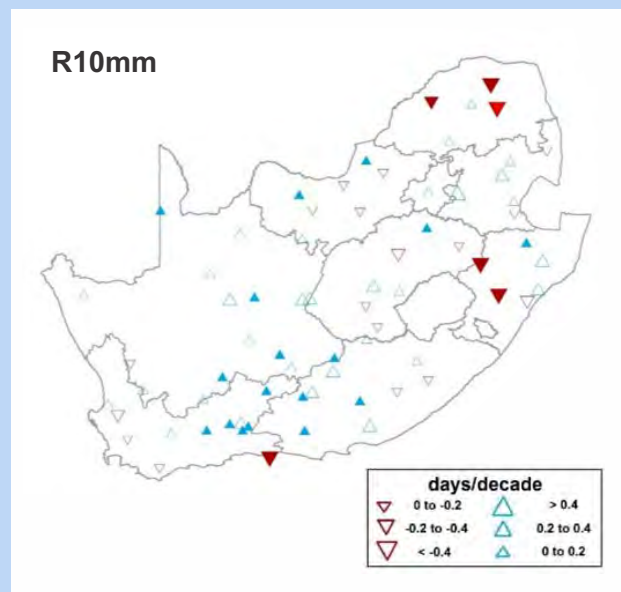 R10mm
days/decade
0 to -0.2
> 0.4
-0.2 to -0.4
0.2 to 0.4
< -0.4
0 to 0.2